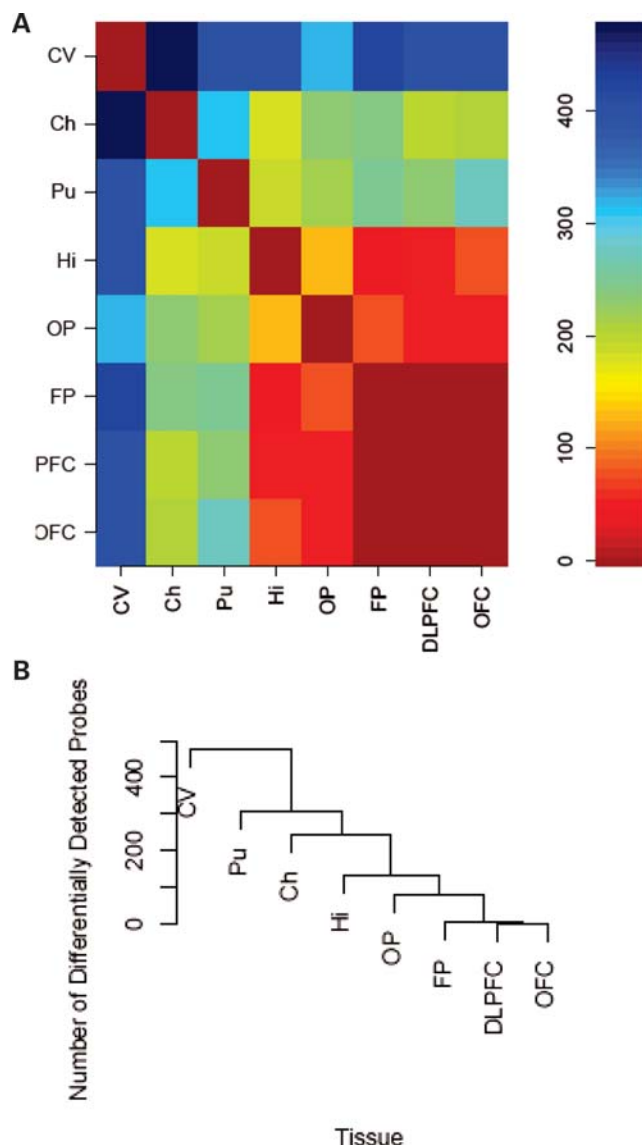 A
CV
Ch
Pu
Hi
OP
FP
PFC
OFC
CV Ch Pu Hi OP FP DLPFC OFC
400
300
200
100
0
B
Number of Differentially Detected Probes
400
200
0
CV
Pu
Ch
Hi
OP
FP
DLPFC
OFC
Tissue